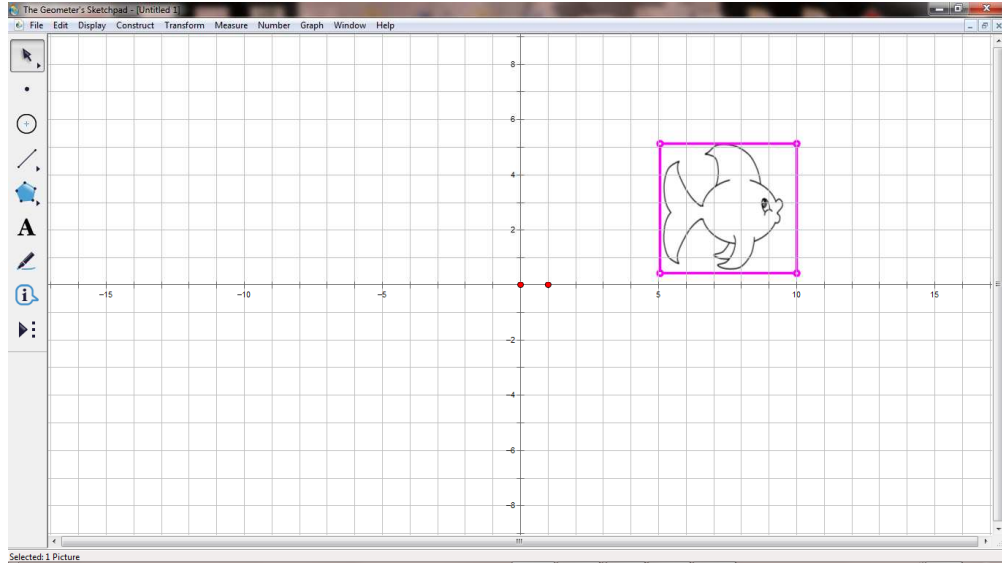 The Geometer's Sketchpad - [Untitled 1]
File Edit Display Construct Transform Measure Number Graph Window Help
8
6
4
2
-15 -10 -5 5 10 15
-2
-4
-6
-8
A
i
Selected: 1 Picture